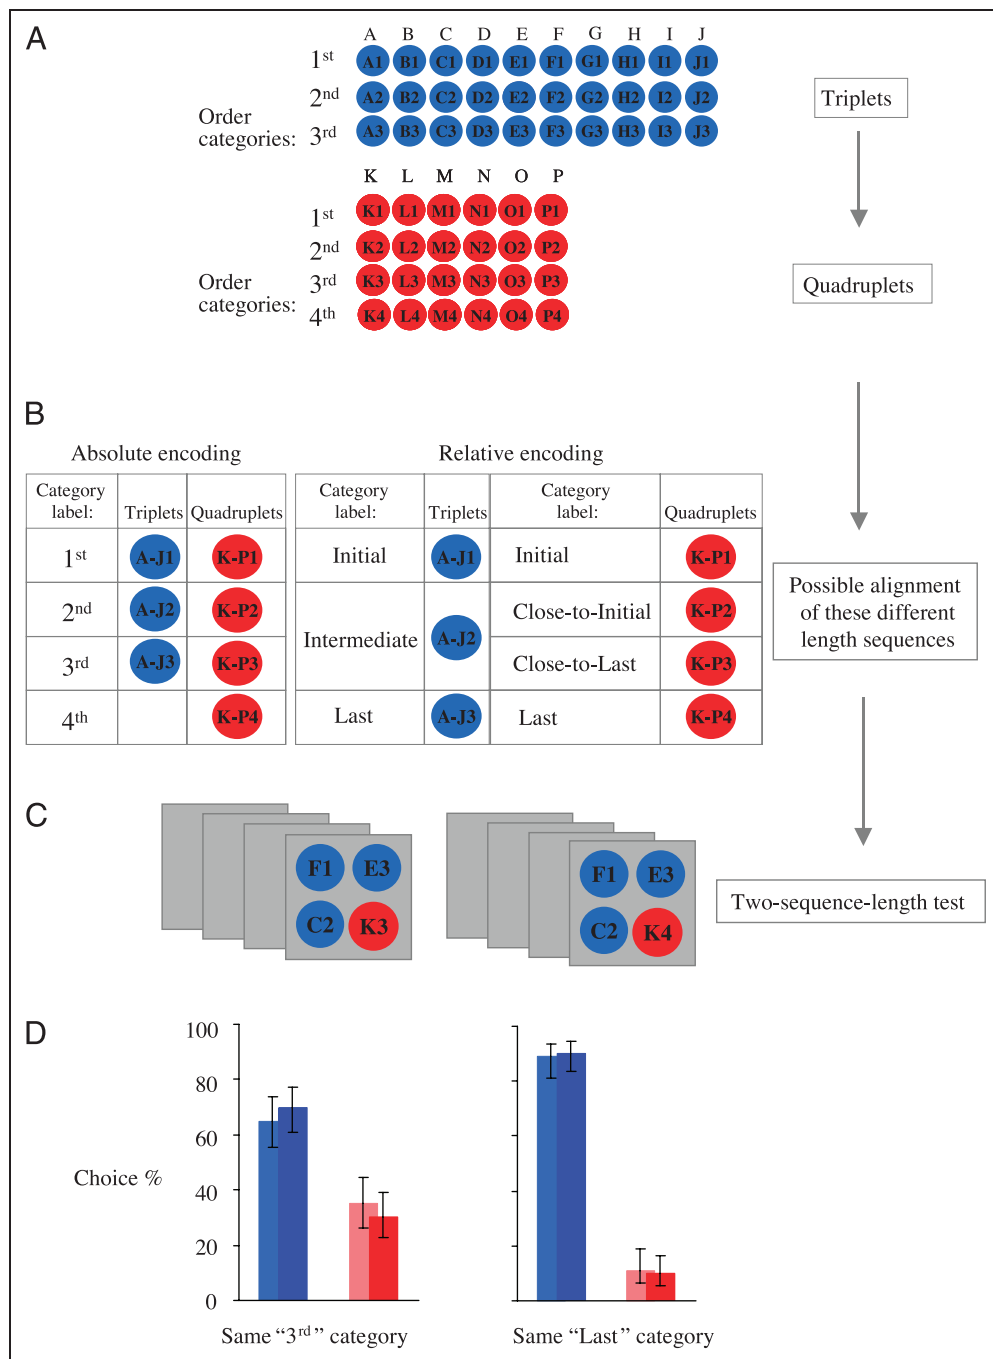 A
A B C D E F G H I J
1st A1 B1 C1 D1 E1 F1 G1 H1 I1 J1
2nd A2 B2 C2 D2 E2 F2 G2 H2 I2 J2
Order
categories:
3rd A3 B3 C3 D3 E3 F3 G3 H3 I3 J3
Triplets
K L M N O P
1st K1 L1 M1 N1 O1 P1
2nd K2 L2 M2 N2 O2 P2
Order
categories:
3rd K3 L3 M3 N3 O3 P3
4th K4 L4 M4 N4 O4 P4
Quadruplets
B
Absolute encoding
Category
label:
Triplets Quadruplets
1st A-J1 K-P1
2nd A-J2 K-P2
3rd A-J3 K-P3
4th K-P4
Relative encoding
Category
label:
Triplets
Category
label:
Quadruplets
Initial A-J1 Initial K-P1
Intermediate A-J2
Close-to-Initial K-P2
Close-to-Last K-P3
Last A-J3 Last K-P4
Possible alignment
of these different
length sequences
C
F1 E3
C2 K3
F1 E3
C2 K4
Two-sequence-length test
D
Choice %
100
80
60
40
20
0
Same “3rd” category
Same “Last” category